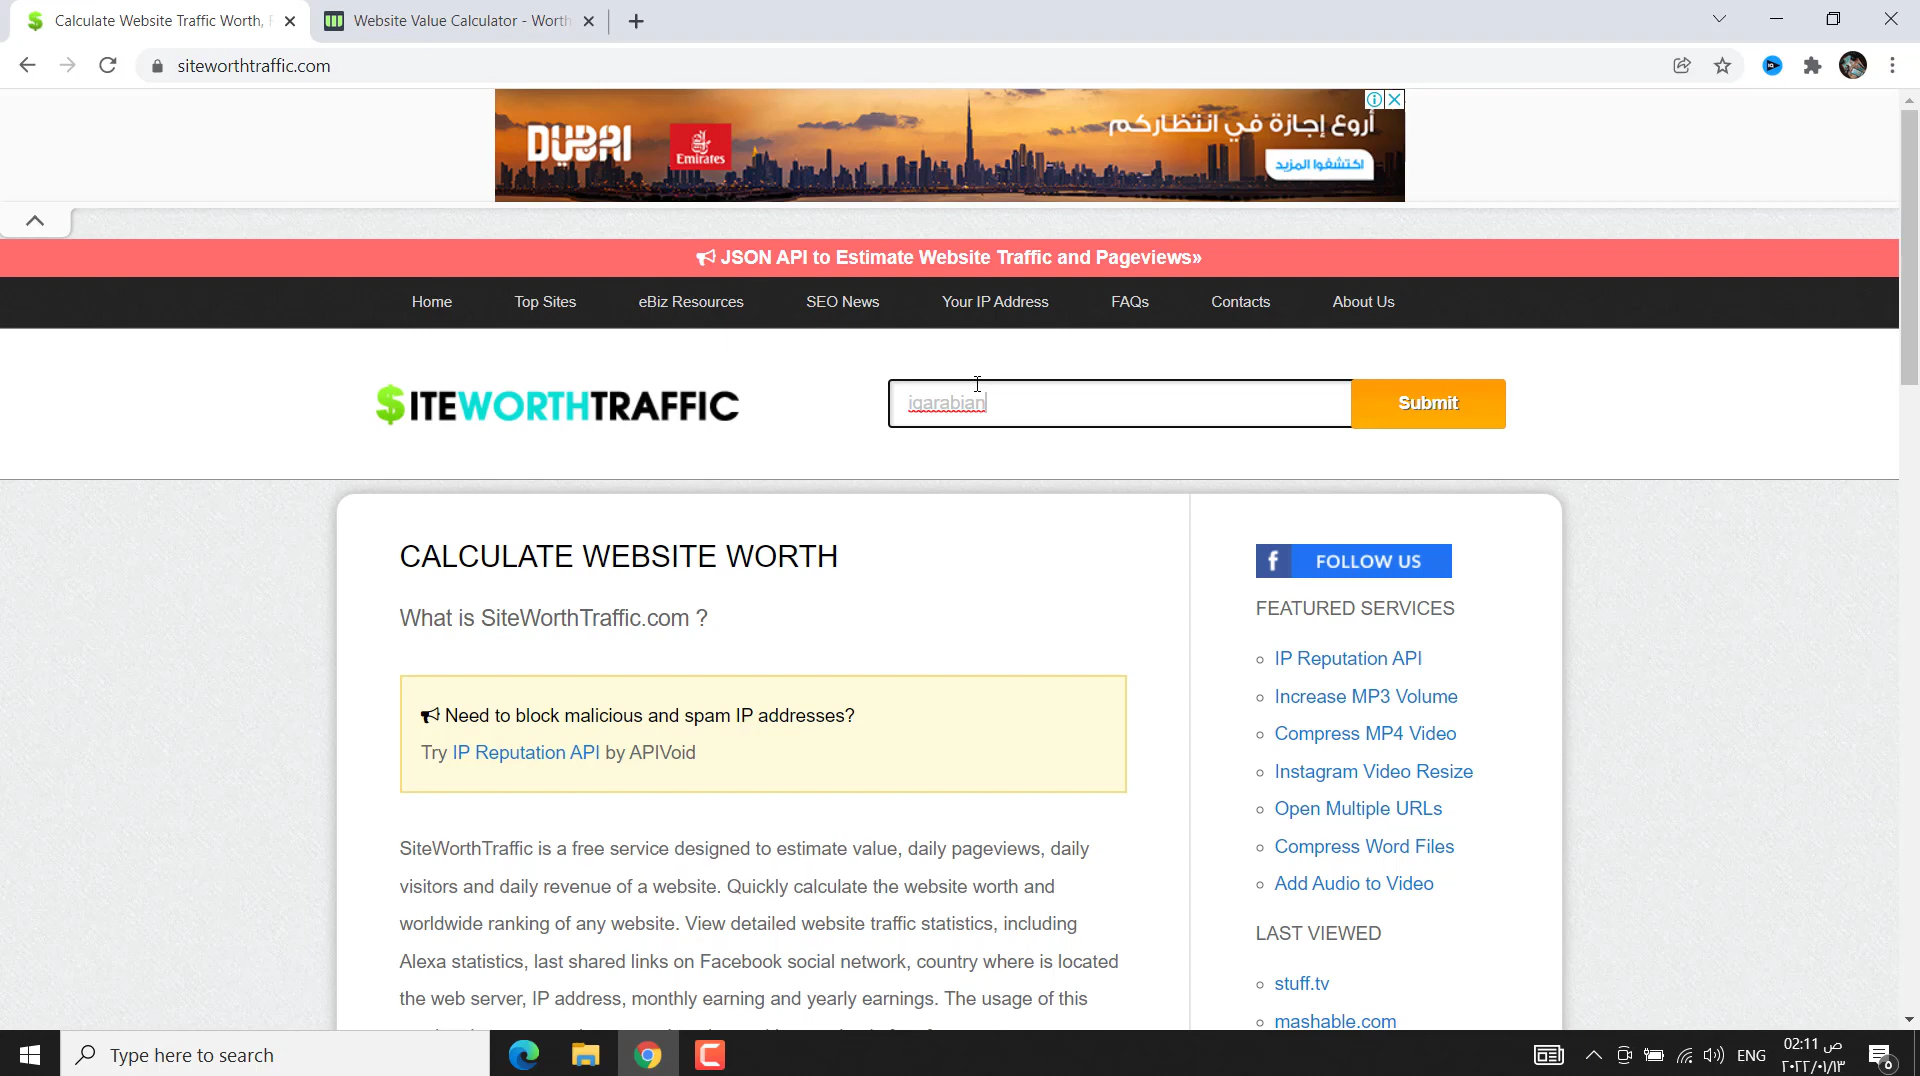 Calculate Website Traffic Worth,
Website Value Calculator - Worth
siteworthtraffic.com
DUBAI
Emirates
أروع إجازة في انتظاركم
اكتشفوا المزيد
JSON API to Estimate Website Traffic and Pageviews»
Home
Top Sites
eBiz Resources
SEO News
Your IP Address
FAQs
Contacts
About Us
$ITEWORTHTRAFFIC
iqarabian
Submit
CALCULATE WEBSITE WORTH
What is SiteWorthTraffic.com ?
Need to block malicious and spam IP addresses?
Try IP Reputation API by APIVoid
SiteWorthTraffic is a free service designed to estimate value, daily pageviews, daily
visitors and daily revenue of a website. Quickly calculate the website worth and
worldwide ranking of any website. View detailed website traffic statistics, including
Alexa statistics, last shared links on Facebook social network, country where is located
the web server, IP address, monthly earning and yearly earnings. The usage of this
f FOLLOW US
FEATURED SERVICES
IP Reputation API
Increase MP3 Volume
Compress MP4 Video
Instagram Video Resize
Open Multiple URLs
Compress Word Files
Add Audio to Video
LAST VIEWED
stuff.tv
mashable.com
Type here to search
ENG
02:11 ص
٢٠٢٢/٠١/١٣